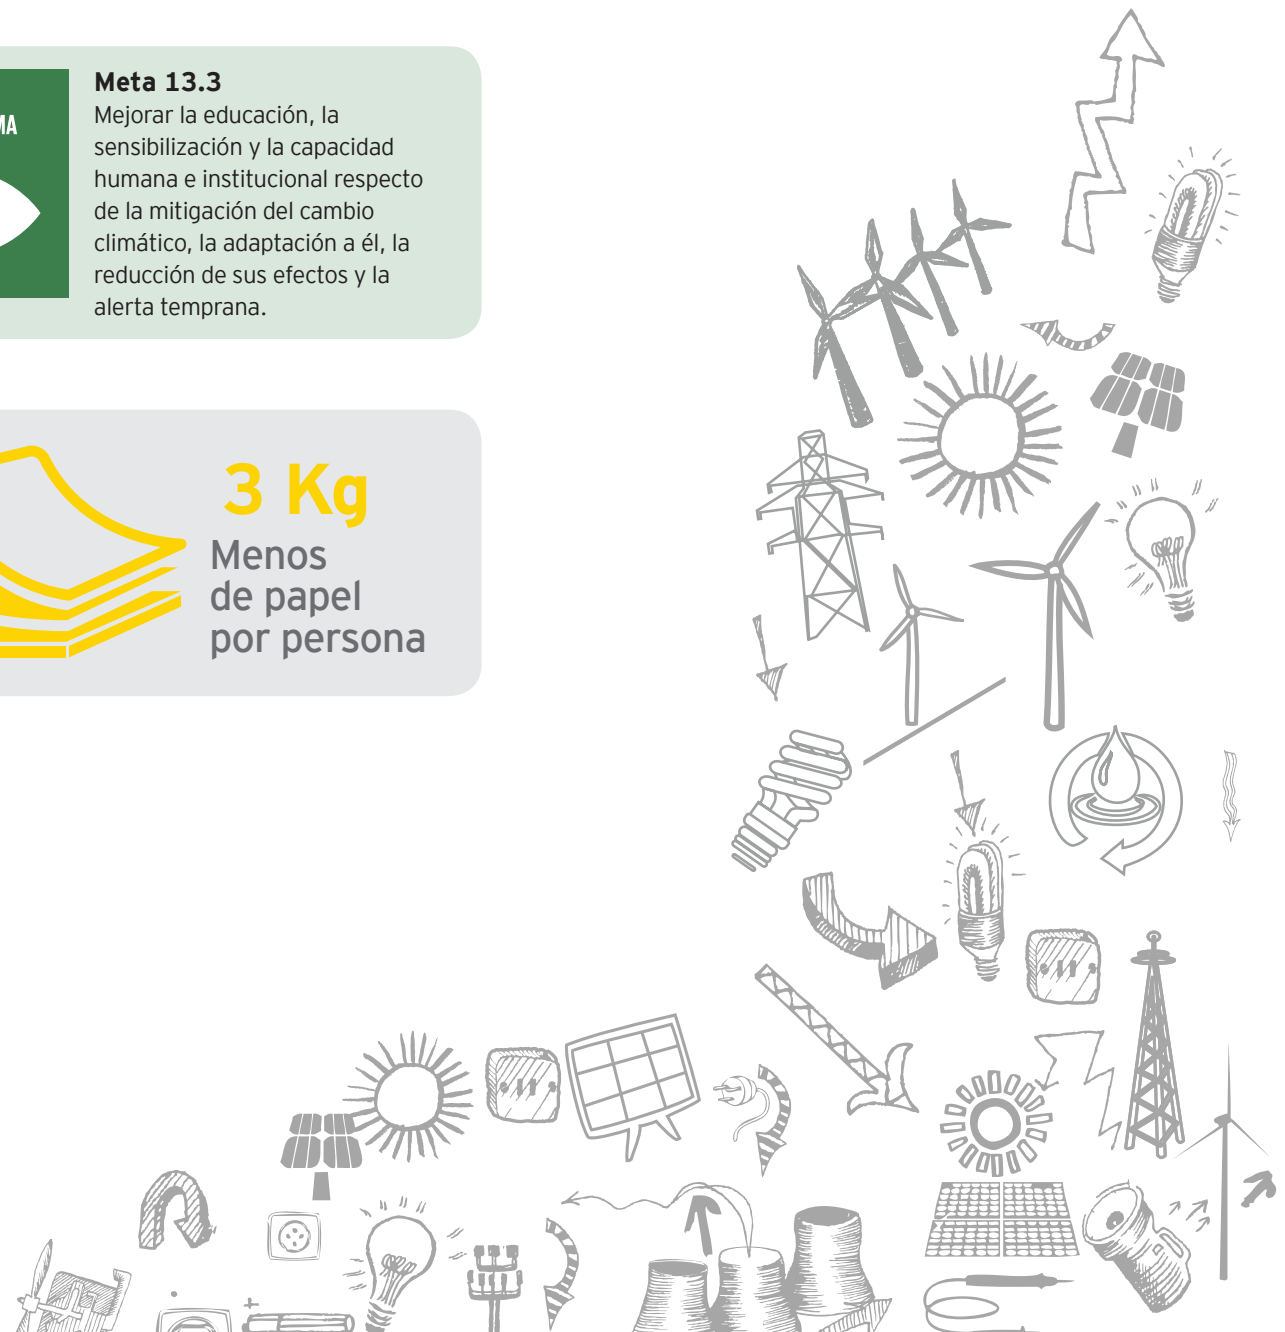 Meta 13.3
Mejorar la educación, la
sensibilización y la capacidad
humana e institucional respecto
de la mitigación del cambio
climático, la adaptación a él, la
reducción de sus efectos y la
alerta temprana.
3 Kg
Menos
de papel
por persona